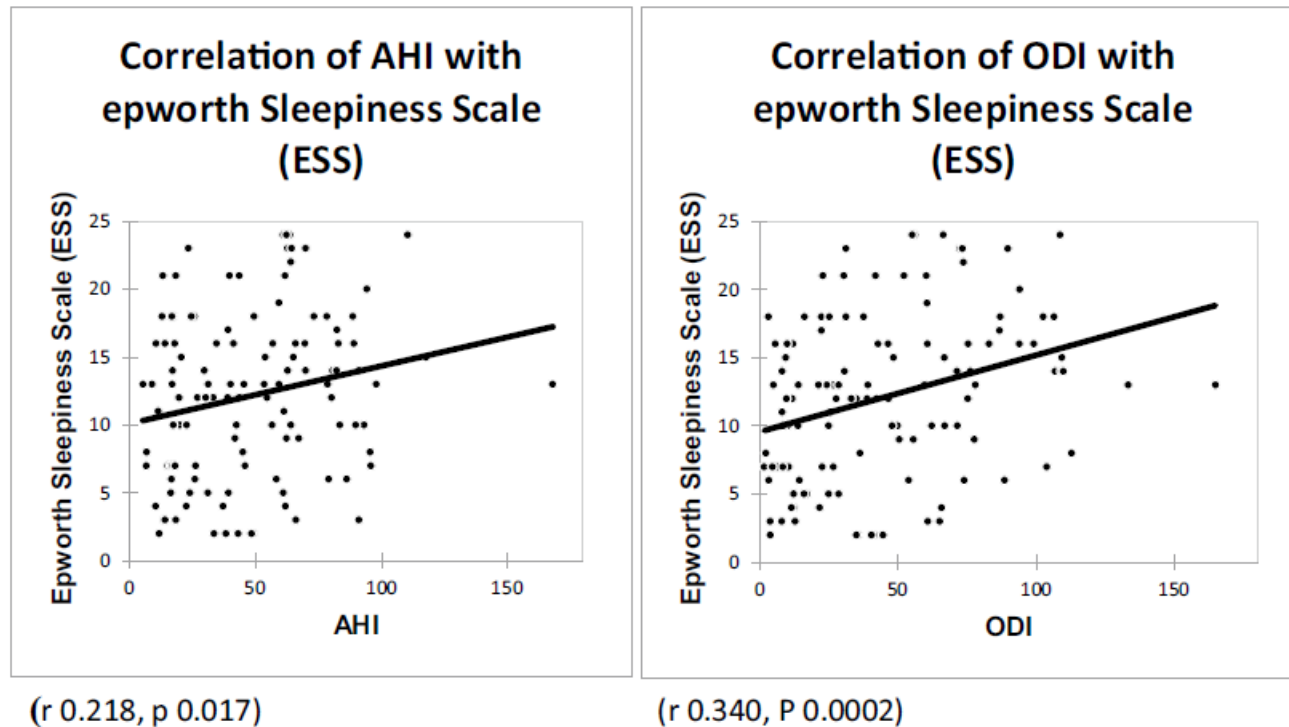 Correlation of AHI with
epworth Sleepiness Scale
(ESS)
Epworth Sleepiness Scale (ESS)
25
20
15
10
5
0
0 50 100 150
AHI
(r 0.218, p 0.017)
Correlation of ODI with
epworth Sleepiness Scale
(ESS)
Epworth Sleepiness Scale (ESS)
25
20
15
10
5
0
0 50 100 150
ODI
(r 0.340, P 0.0002)